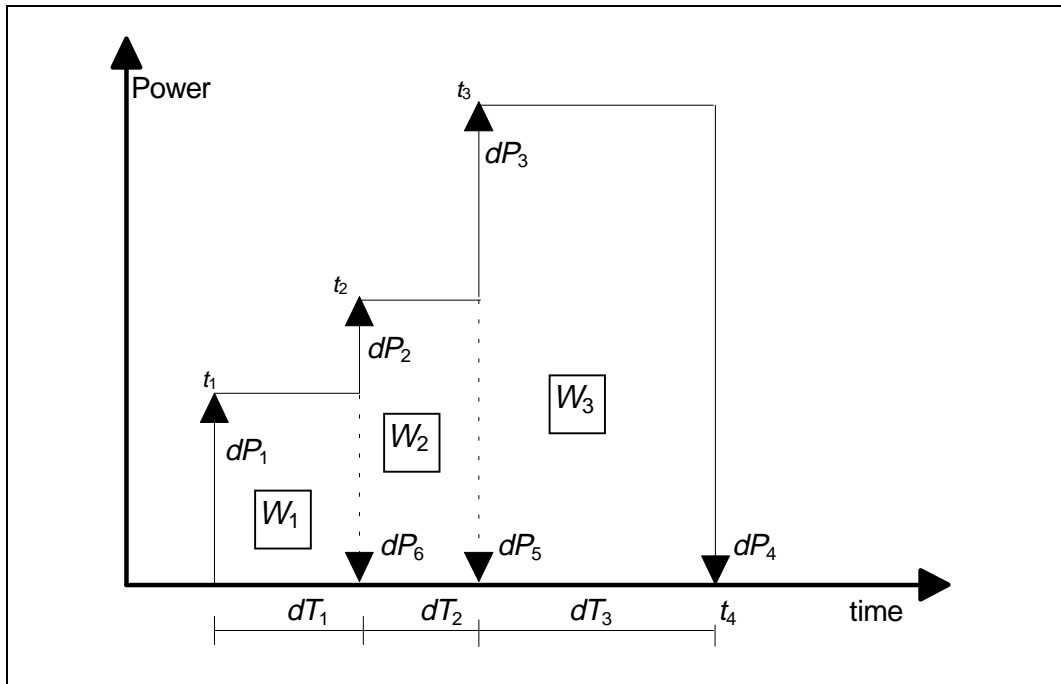 Power
t3
dP3
t2
dP2
t1
dP1
W3
W2
W1
dP6
dP5
dP4
dT1
dT2
dT3
t4
time